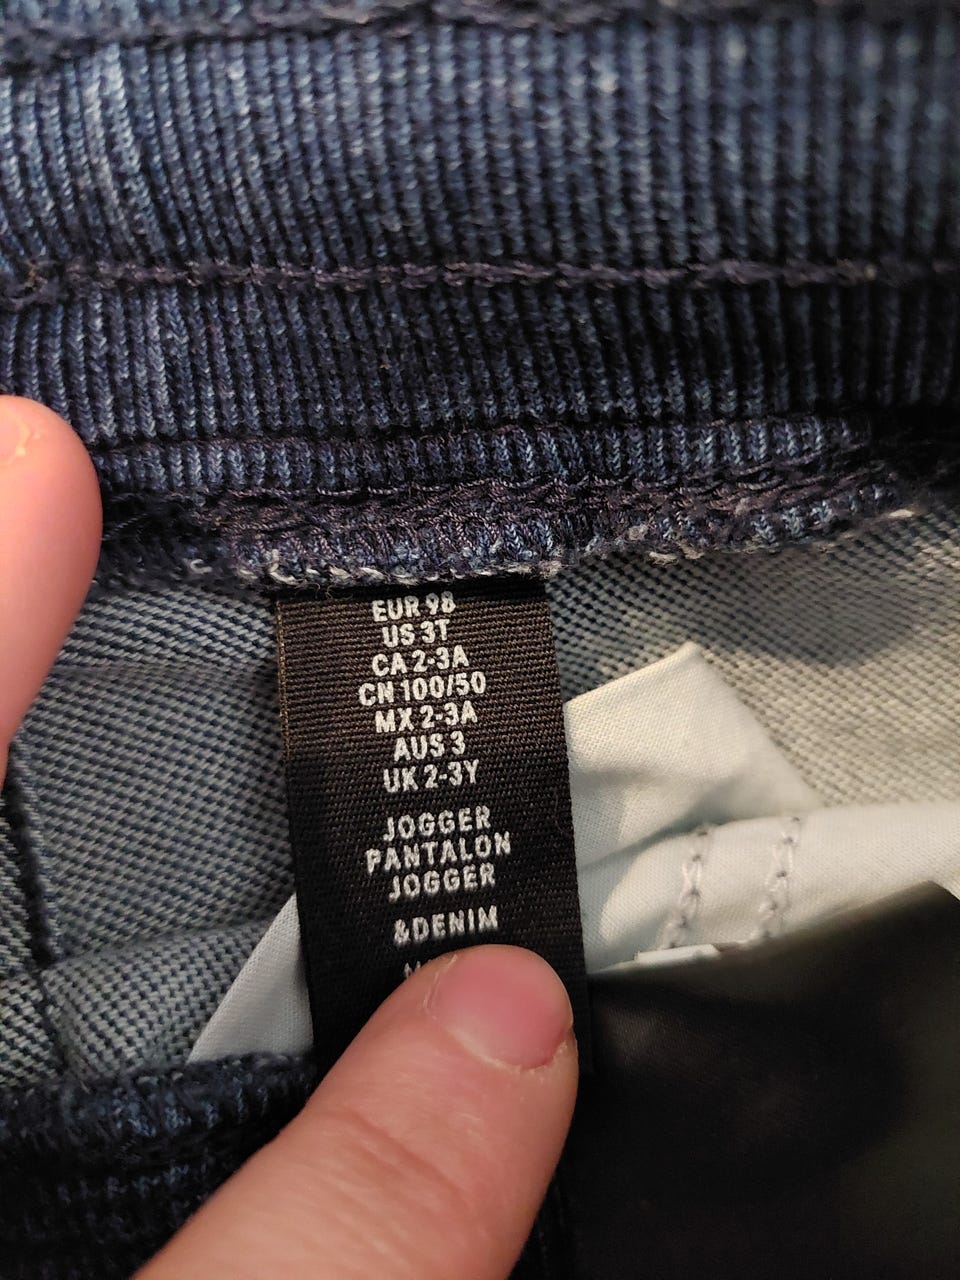 EUR 98
US 3T
CA 2-3A
CN 100/50
MX 2-3A
AUS 3
UK 2-3Y
JOGGER
PANTALON
JOGGER
&DENIM